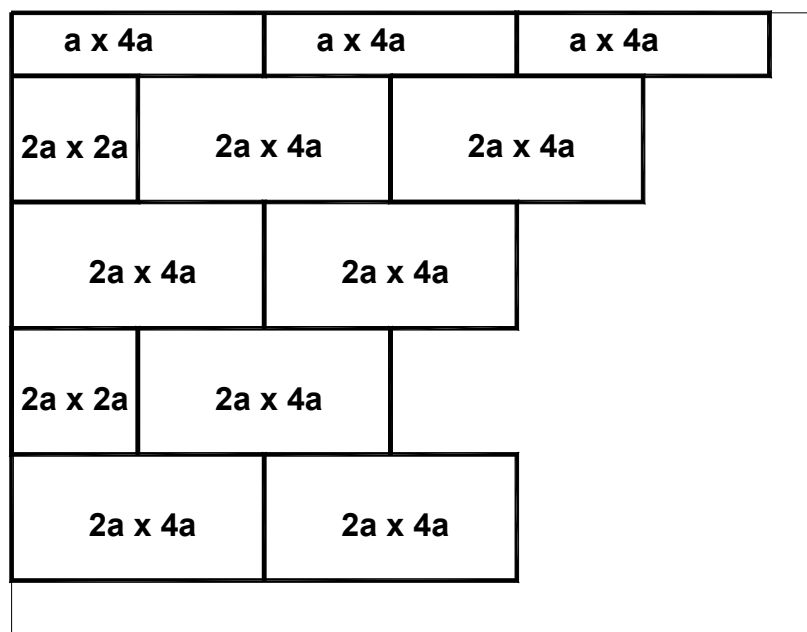 a x 4a a x 4a a x 4a
2a x 2a 2a x 4a 2a x 4a
2a x 4a 2a x 4a
2a x 2a 2a x 4a
2a x 4a 2a x 4a